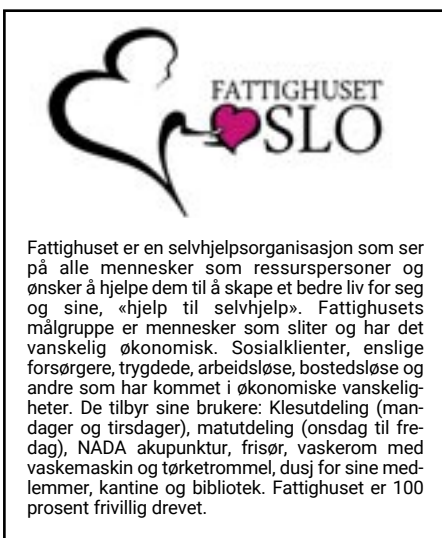 FATTIGHUSET
OSLO
Fattighuset er en selvhjelpsorganisasjon som ser
på alle mennesker som ressurspersoner og
ønsker å hjelpe dem til å skape et bedre liv for seg
og sine, «hjelp til selvhjelp». Fattighusets
målgruppe er mennesker som sliter og har det
vanskelig økonomisk. Sosialklienter, enslige
forsørgere, trygdede, arbeidsløse, bostedsløse og
andre som har kommet i økonomiske vanskelig-
heter. De tilbyr sine brukere: Klesutdeling (man-
dager og tirsdager), matutdeling (onsdag til fre-
dag), NADA akupunktur, frisør, vaskerom med
vaskemaskin og tørketrommel, dusj for sine med-
lemmer, kantine og bibliotek. Fattighuset er 100
prosent frivillig drevet.